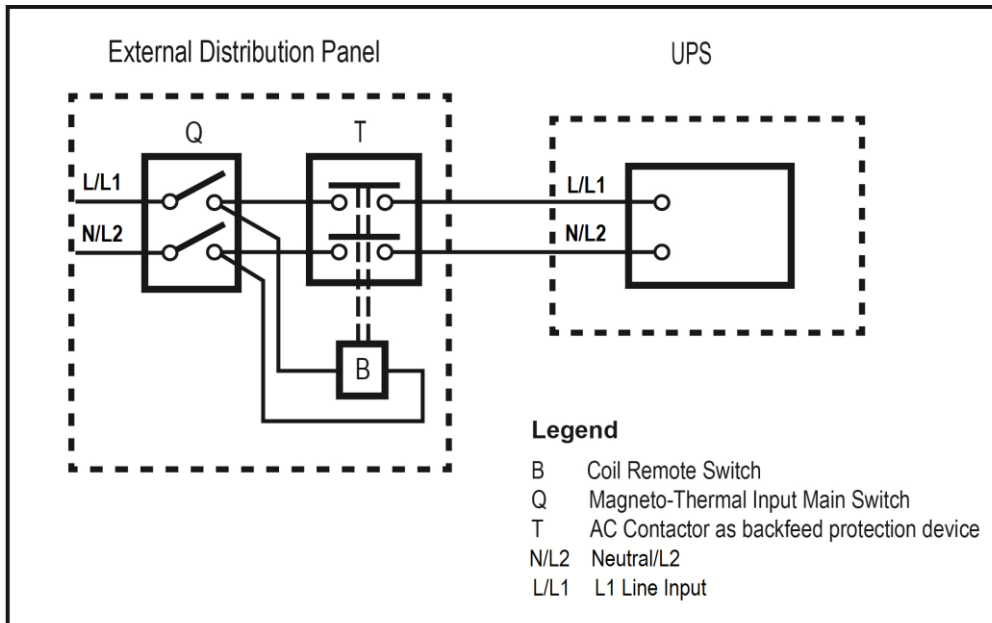 External Distribution Panel
UPS
Q
T
L/L1
N/L2
L/L1
N/L2
B
Legend
B Coil Remote Switch
Q Magneto-Thermal Input Main Switch
T AC Contactor as backfeed protection device
N/L2 Neutral/L2
L/L1 L1 Line Input